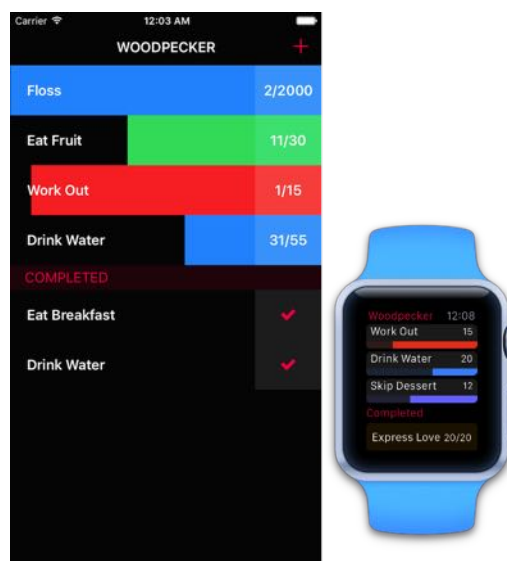 Carrier 12:03 AM
WOODPECKER +
Floss 2/2000
Eat Fruit 11/30
Work Out 1/15
Drink Water 31/55
COMPLETED
Eat Breakfast
Drink Water
Woodpecker 12:08
Work Out 15
Drink Water 20
Skip Dessert 12
Completed
Express Love 20/20